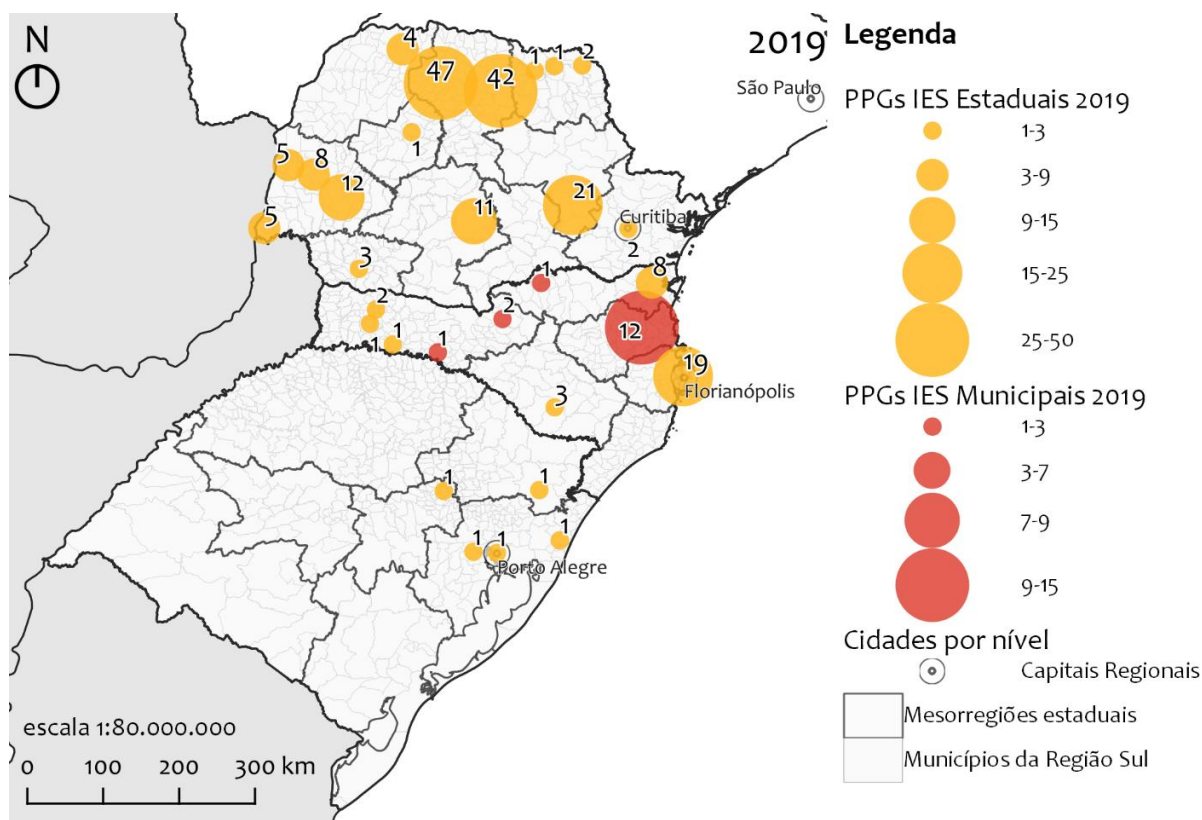 N
2019
São Paulo
4
47
42
1
1
2
1
5
8
12
5
11
21
Curitiba
2
3
1
8
2
2
12
1
1
1
19
Florianópolis
3
1
1
1
1
1
Porto Alegre
escala 1:80.000.000
0 100 200 300 km
Legenda
PPGs IES Estaduais 2019
1-3
3-9
9-15
15-25
25-50
PPGs IES Municipais 2019
1-3
3-7
7-9
9-15
Cidades por nível
Capitais Regionais
Mesorregiões estaduais
Municípios da Região Sul